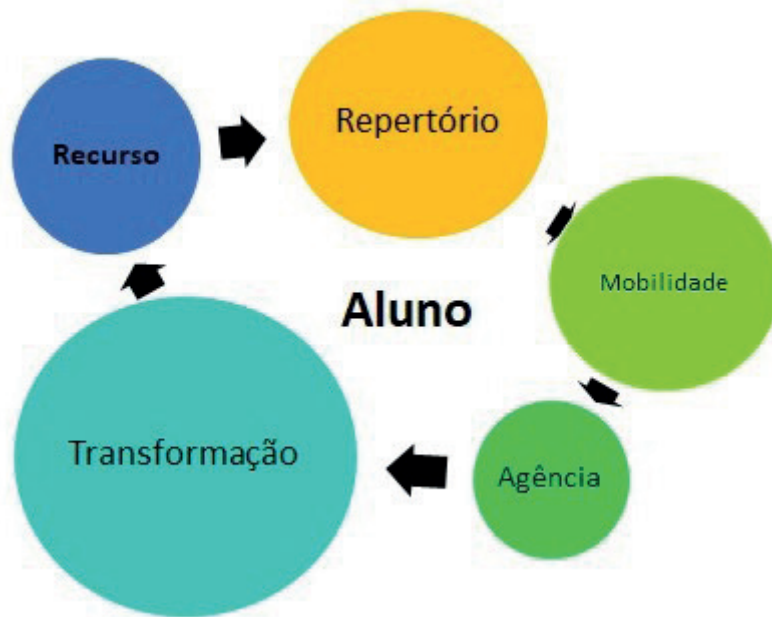 Recurso
Repertório
Mobilidade
Aluno
Agência
Transformação